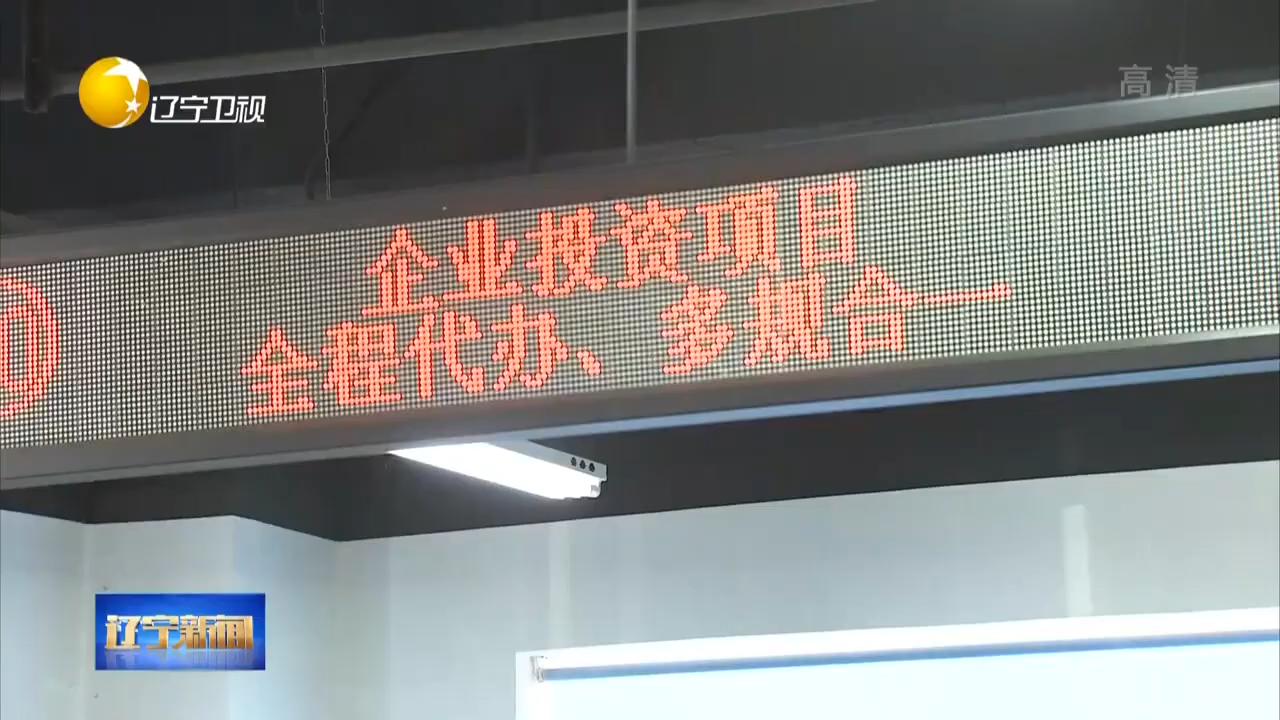 辽宁卫视
高清
企业投资项目
全程代办、多规合一
辽宁新闻